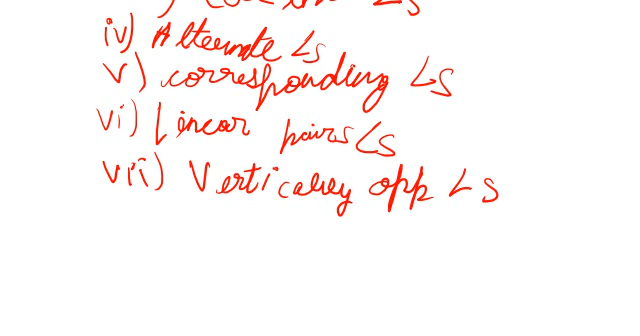 ∠s
iv) Alternate ∠s
v) corresponding ∠s
vi) Linear pairs ∠s
vii) Vertically opp ∠s